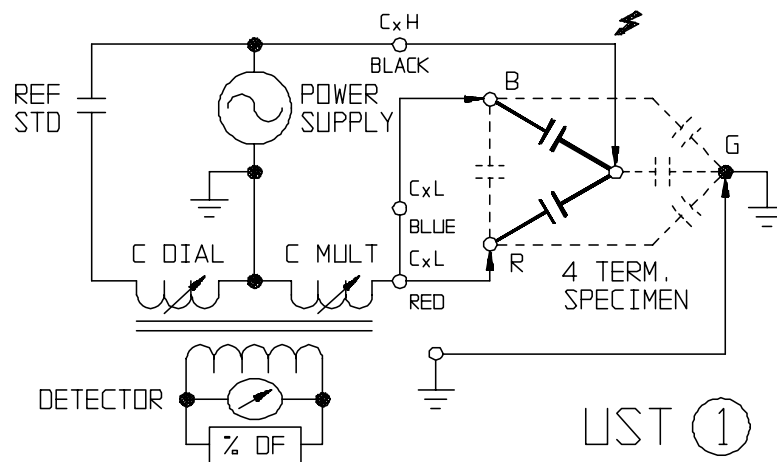 CxH
BLACK
REF
STD
POWER
SUPPLY
B
G
CxL
BLUE
C DIAL
C MULT
CxL
RED
R
4 TERM.
SPECIMEN
DETECTOR
% DF
UST 1